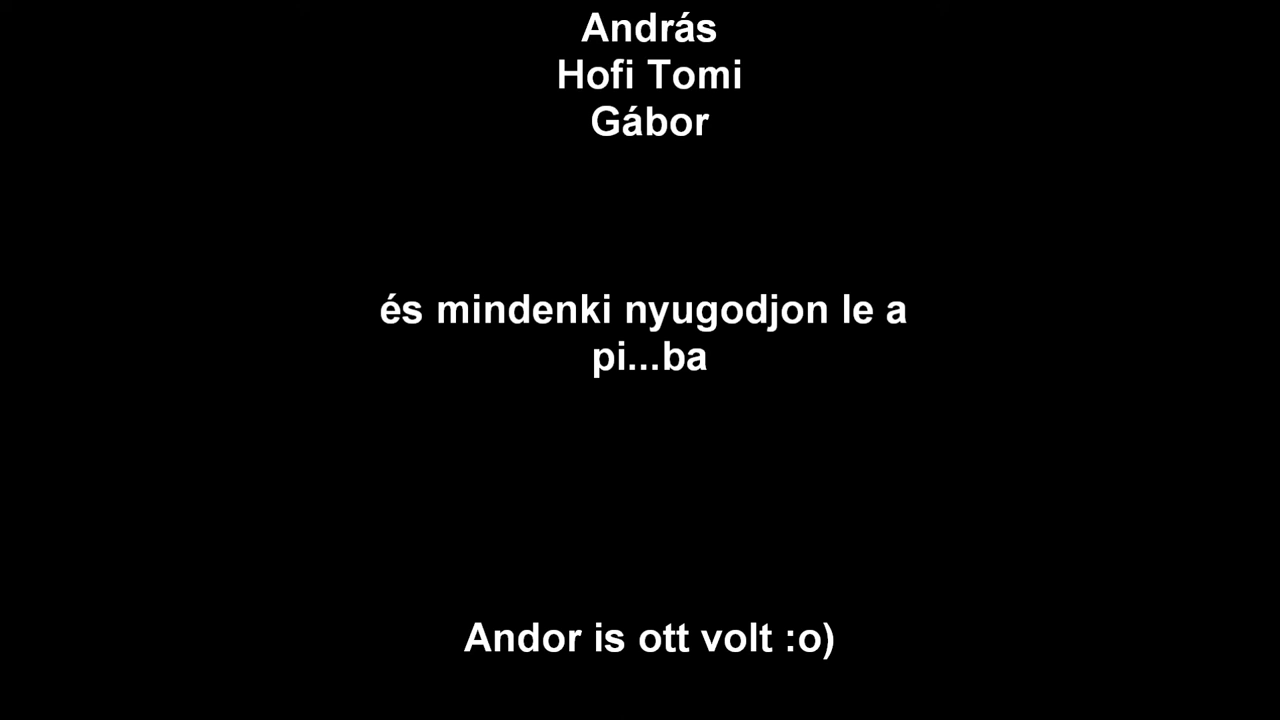 András
Hofi Tomi
Gábor
és mindenki nyugodjon le a
pi...ba
Andor is ott volt :o)